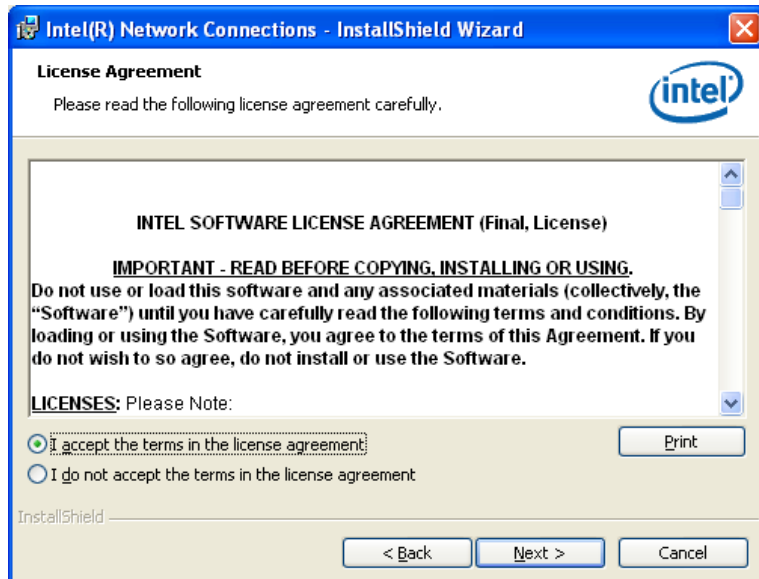 Intel(R) Network Connections - InstallShield Wizard
License Agreement
Please read the following license agreement carefully.
intel
INTEL SOFTWARE LICENSE AGREEMENT (Final, License)
IMPORTANT - READ BEFORE COPYING, INSTALLING OR USING.
Do not use or load this software and any associated materials (collectively, the
“Software”) until you have carefully read the following terms and conditions. By
loading or using the Software, you agree to the terms of this Agreement. If you
do not wish to so agree, do not install or use the Software.
LICENSES: Please Note:
I accept the terms in the license agreement
Print
I do not accept the terms in the license agreement
InstallShield
< Back
Next >
Cancel